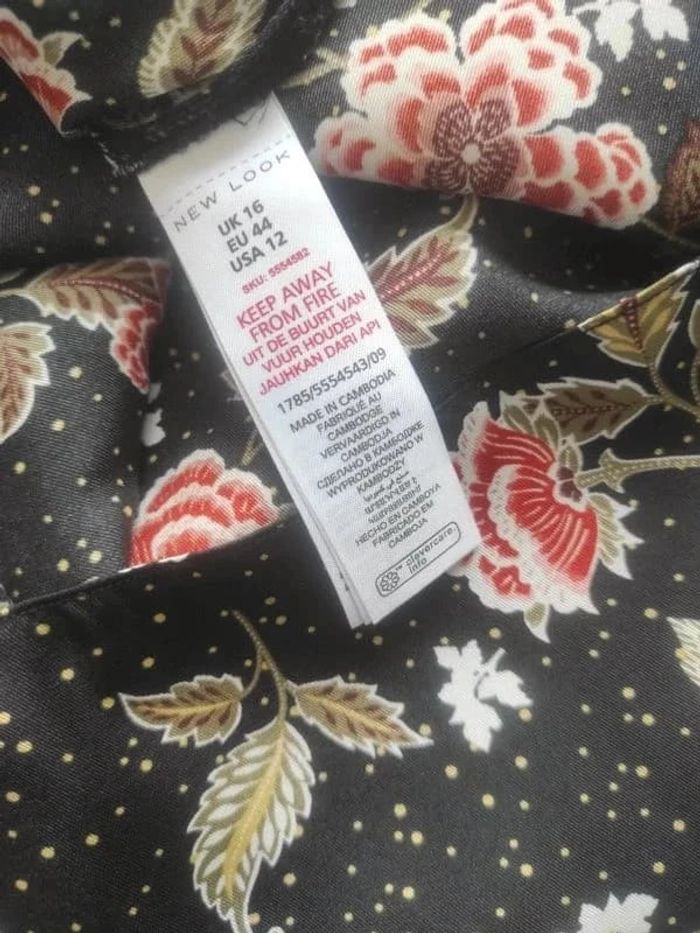 NEW LOOK
UK 16
EU 44
USA 12
SKU: 5554582
KEEP AWAY
FROM FIRE
UIT DE BUURT VAN
VUUR HOUDEN
JAUHKAN DARI API
1785/5554543/09
MADE IN CAMBODIA
FABRIQUÉ AU
CAMBODGE
VERVAARDIGD IN
CAMBODJA
СДЕЛАНО В КАМБОДЖЕ
WYPRODUKOWANO W
KAMBODŻY
HECHO EN CAMBOYA
FABRICADO EM
CAMBOJA
clevercare.
info